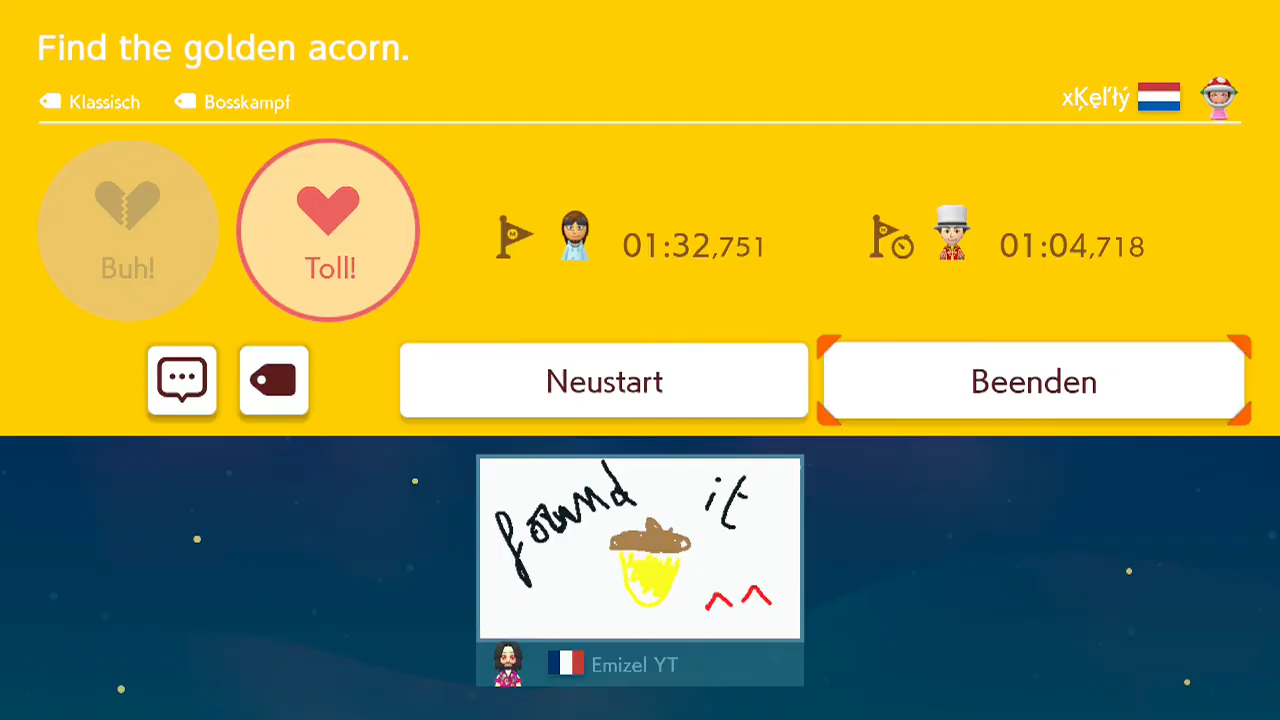 Find the golden acorn.
Klassisch Bosskampf
xĶęľłý
Buh!
Toll!
M
01:32,751
M
01:04,718
Neustart
Beenden
found it
^^
Emizel YT